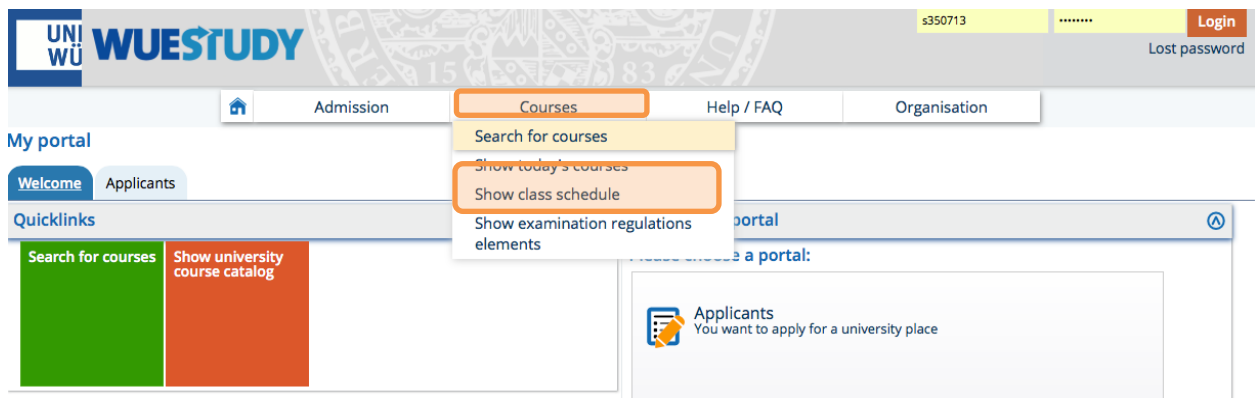 UNI
WÜ
WUESTUDY
15 83
s350713 ········ Login
Lost password
Admission Courses Help / FAQ Organisation
My portal
Search for courses
Show today's courses
Welcome Applicants
Show class schedule
Quicklinks
Show examination regulations
elements
portal
Search for courses
Show university
course catalog
Please choose a portal:
Applicants
You want to apply for a university place